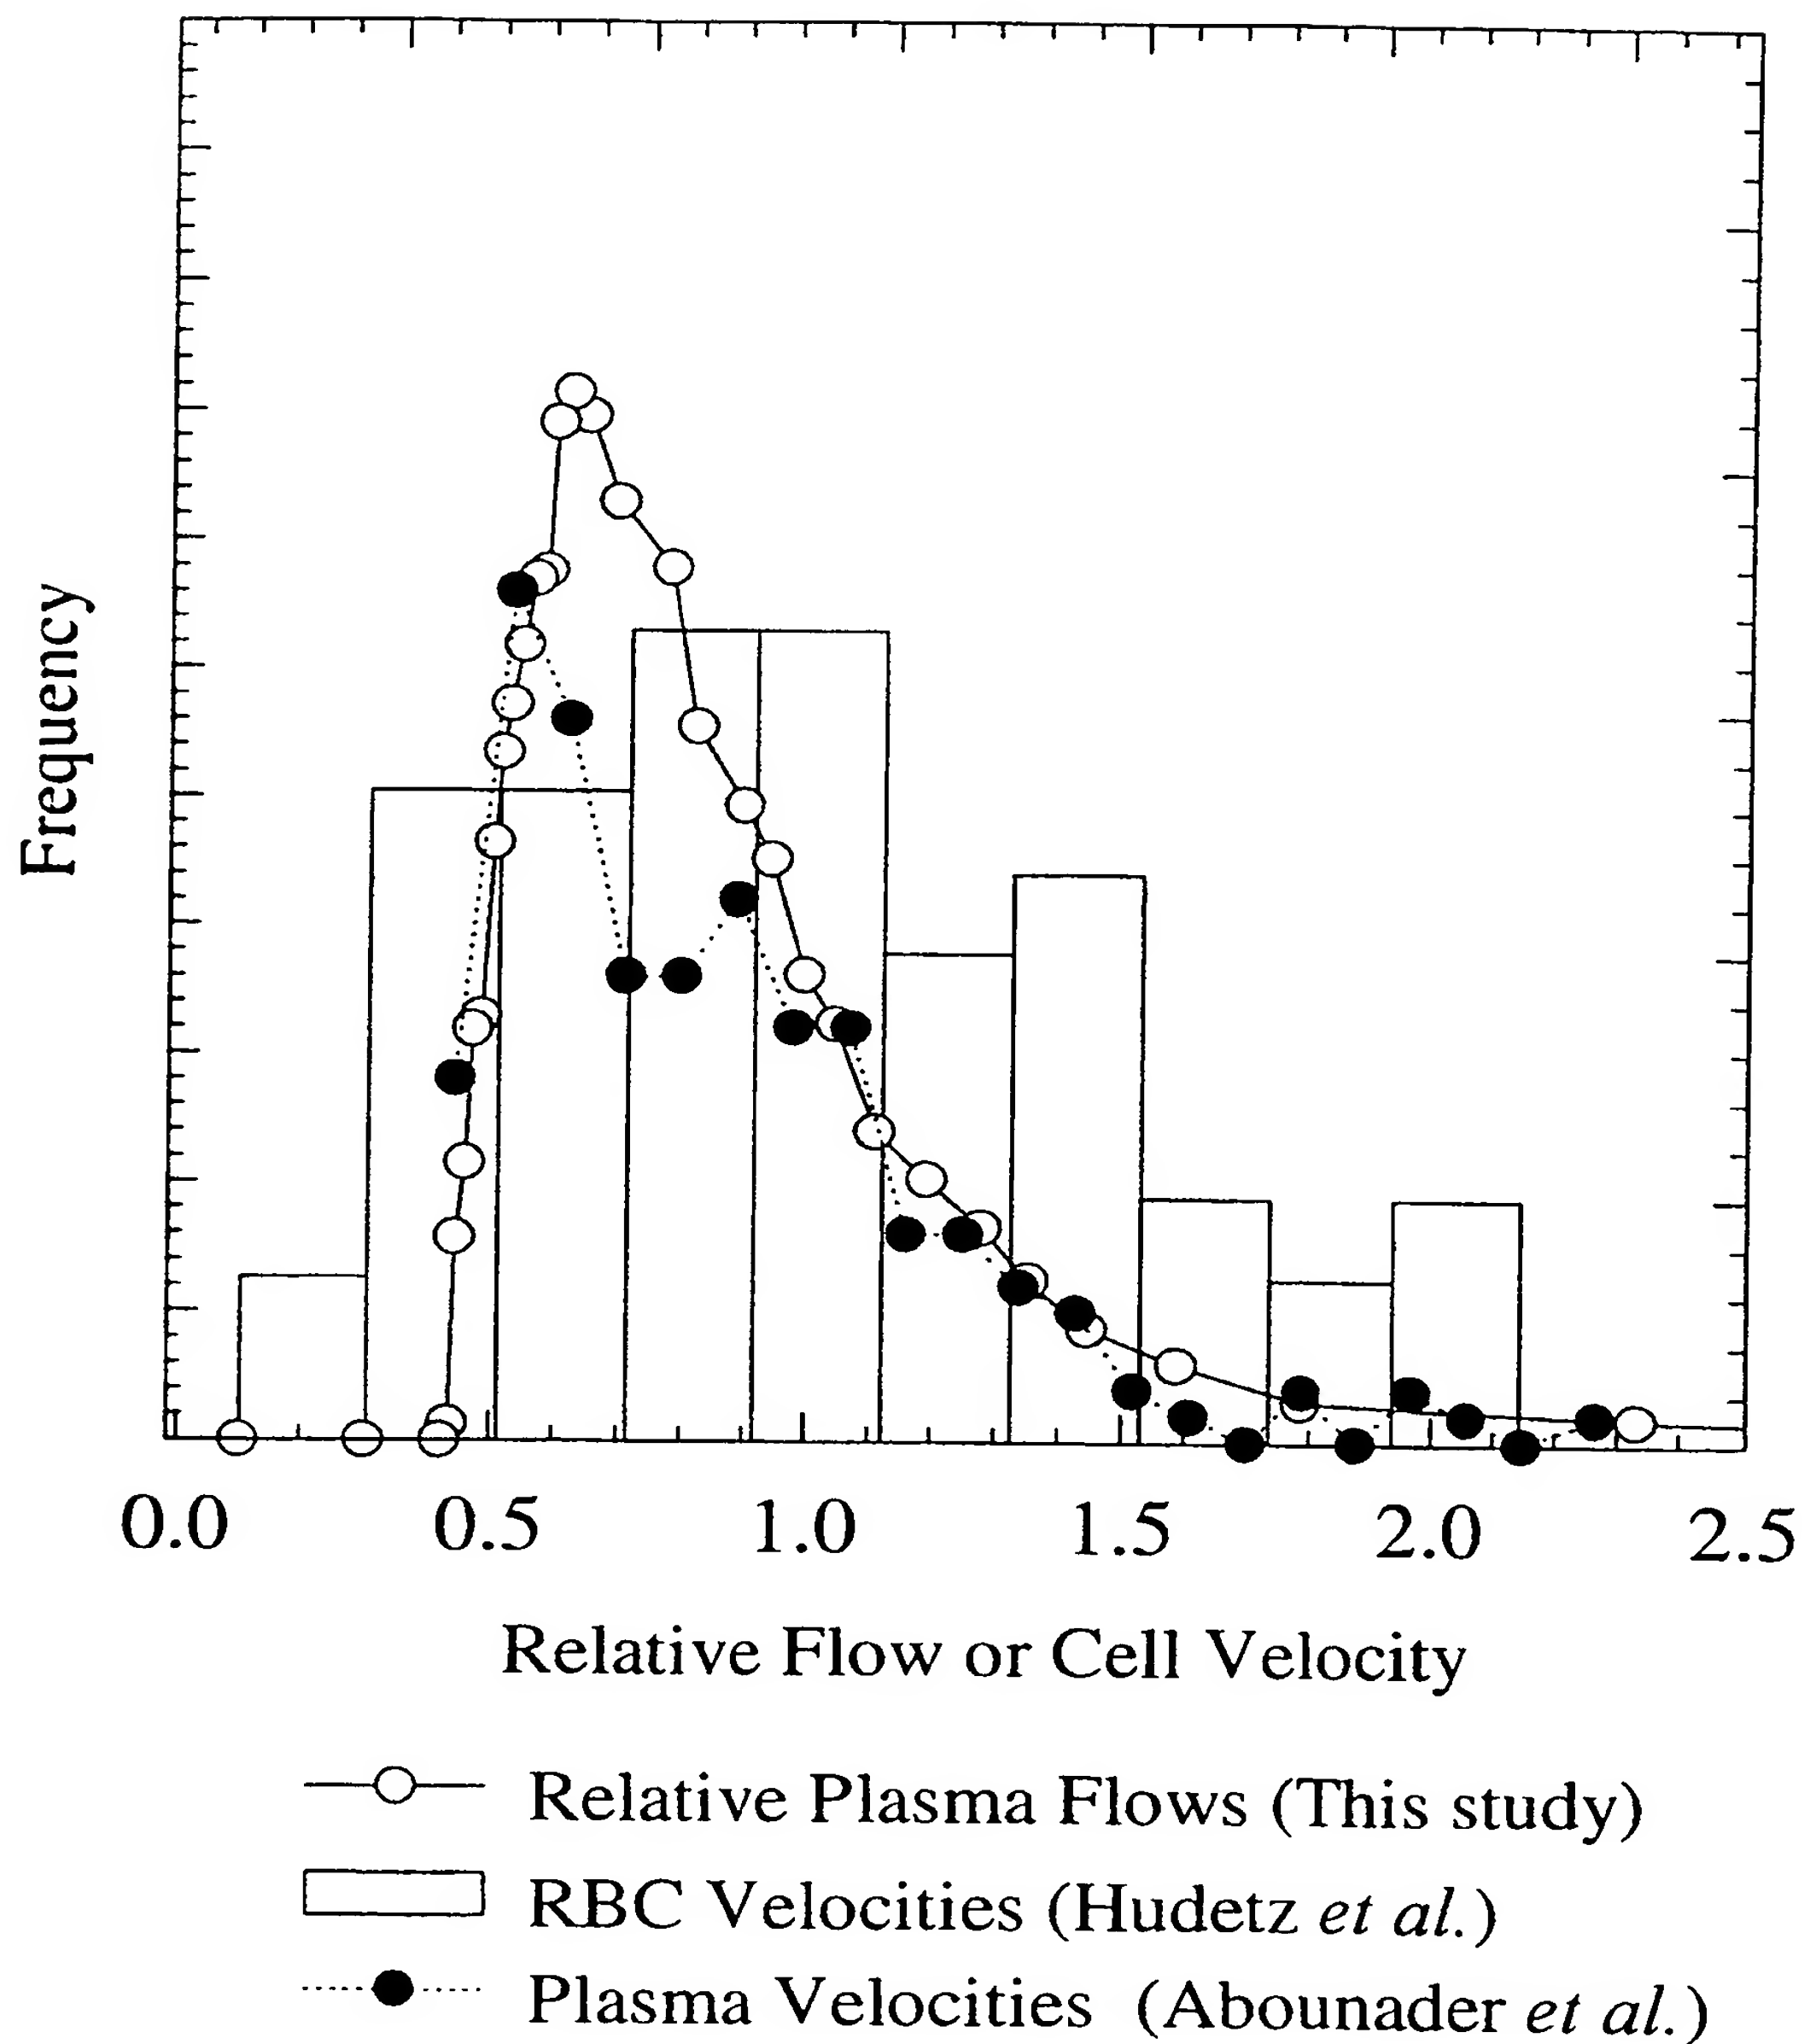 Frequency
0.0 0.5 1.0 1.5 2.0 2.5
Relative Flow or Cell Velocity
Relative Plasma Flows (This study)
RBC Velocities (Hudetz et al.)
Plasma Velocities (Abounader et al.)